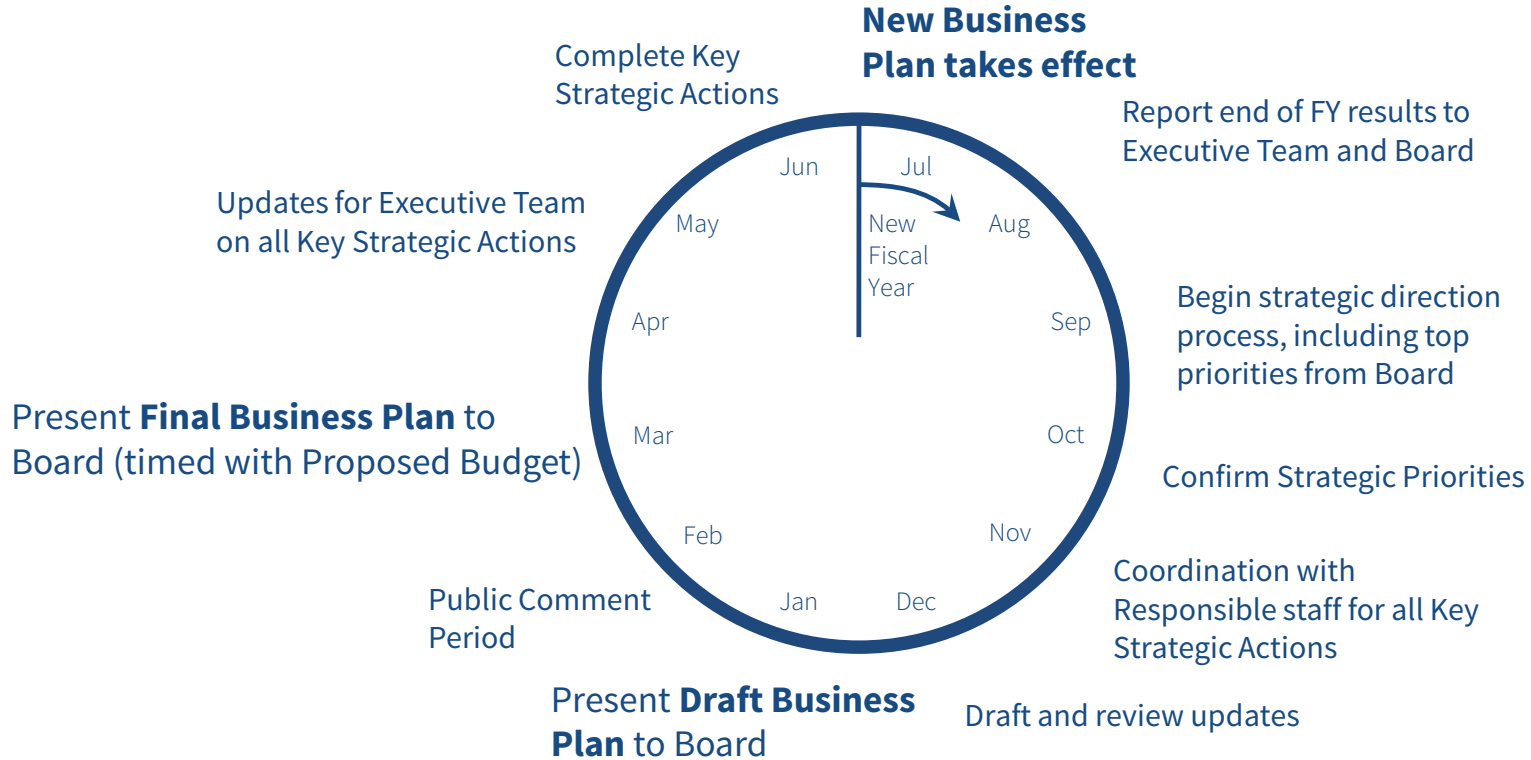 New Business
Plan takes effect
Report end of FY results to
Executive Team and Board
Begin strategic direction
process, including top
priorities from Board
Confirm Strategic Priorities
Coordination with
Responsible staff for all Key
Strategic Actions
Draft and review updates
Present Draft Business
Plan to Board
Public Comment
Period
Present Final Business Plan to
Board (timed with Proposed Budget)
Updates for Executive Team
on all Key Strategic Actions
Complete Key
Strategic Actions
Jul
Aug
Sep
Oct
Nov
Dec
Jan
Feb
Mar
Apr
May
Jun
New
Fiscal
Year